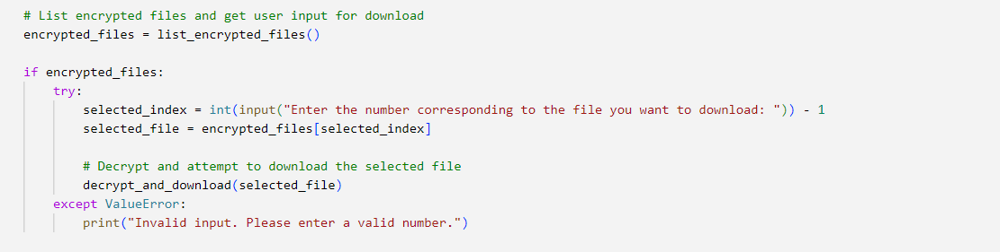 # List encrypted files and get user input for download
encrypted_files = list_encrypted_files()
if encrypted_files:
    try:
        selected_index = int(input("Enter the number corresponding to the file you want to download: ")) - 1
        selected_file = encrypted_files[selected_index]
        # Decrypt and attempt to download the selected file
        decrypt_and_download(selected_file)
    except ValueError:
        print("Invalid input. Please enter a valid number.")